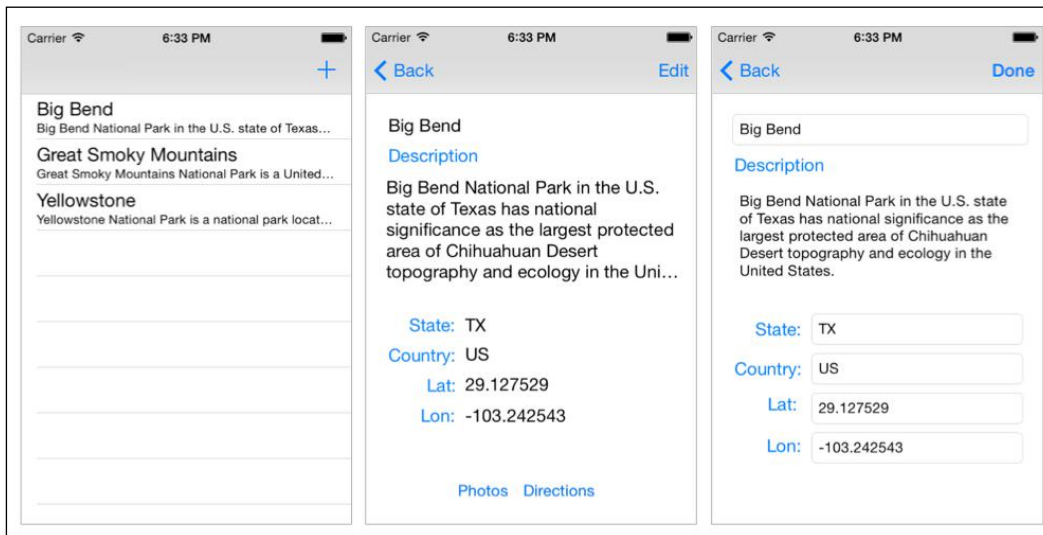 Carrier 6:33 PM
+
Big Bend
Big Bend National Park in the U.S. state of Texas...
Great Smoky Mountains
Great Smoky Mountains National Park is a United...
Yellowstone
Yellowstone National Park is a national park locat...
Carrier 6:33 PM
Back Edit
Big Bend
Description
Big Bend National Park in the U.S.
state of Texas has national
significance as the largest protected
area of Chihuahuan Desert
topography and ecology in the Uni...
State: TX
Country: US
Lat: 29.127529
Lon: -103.242543
Photos Directions
Carrier 6:33 PM
Back Done
Big Bend
Description
Big Bend National Park in the U.S. state
of Texas has national significance as the
largest protected area of Chihuahuan
Desert topography and ecology in the
United States.
State: TX
Country: US
Lat: 29.127529
Lon: -103.242543